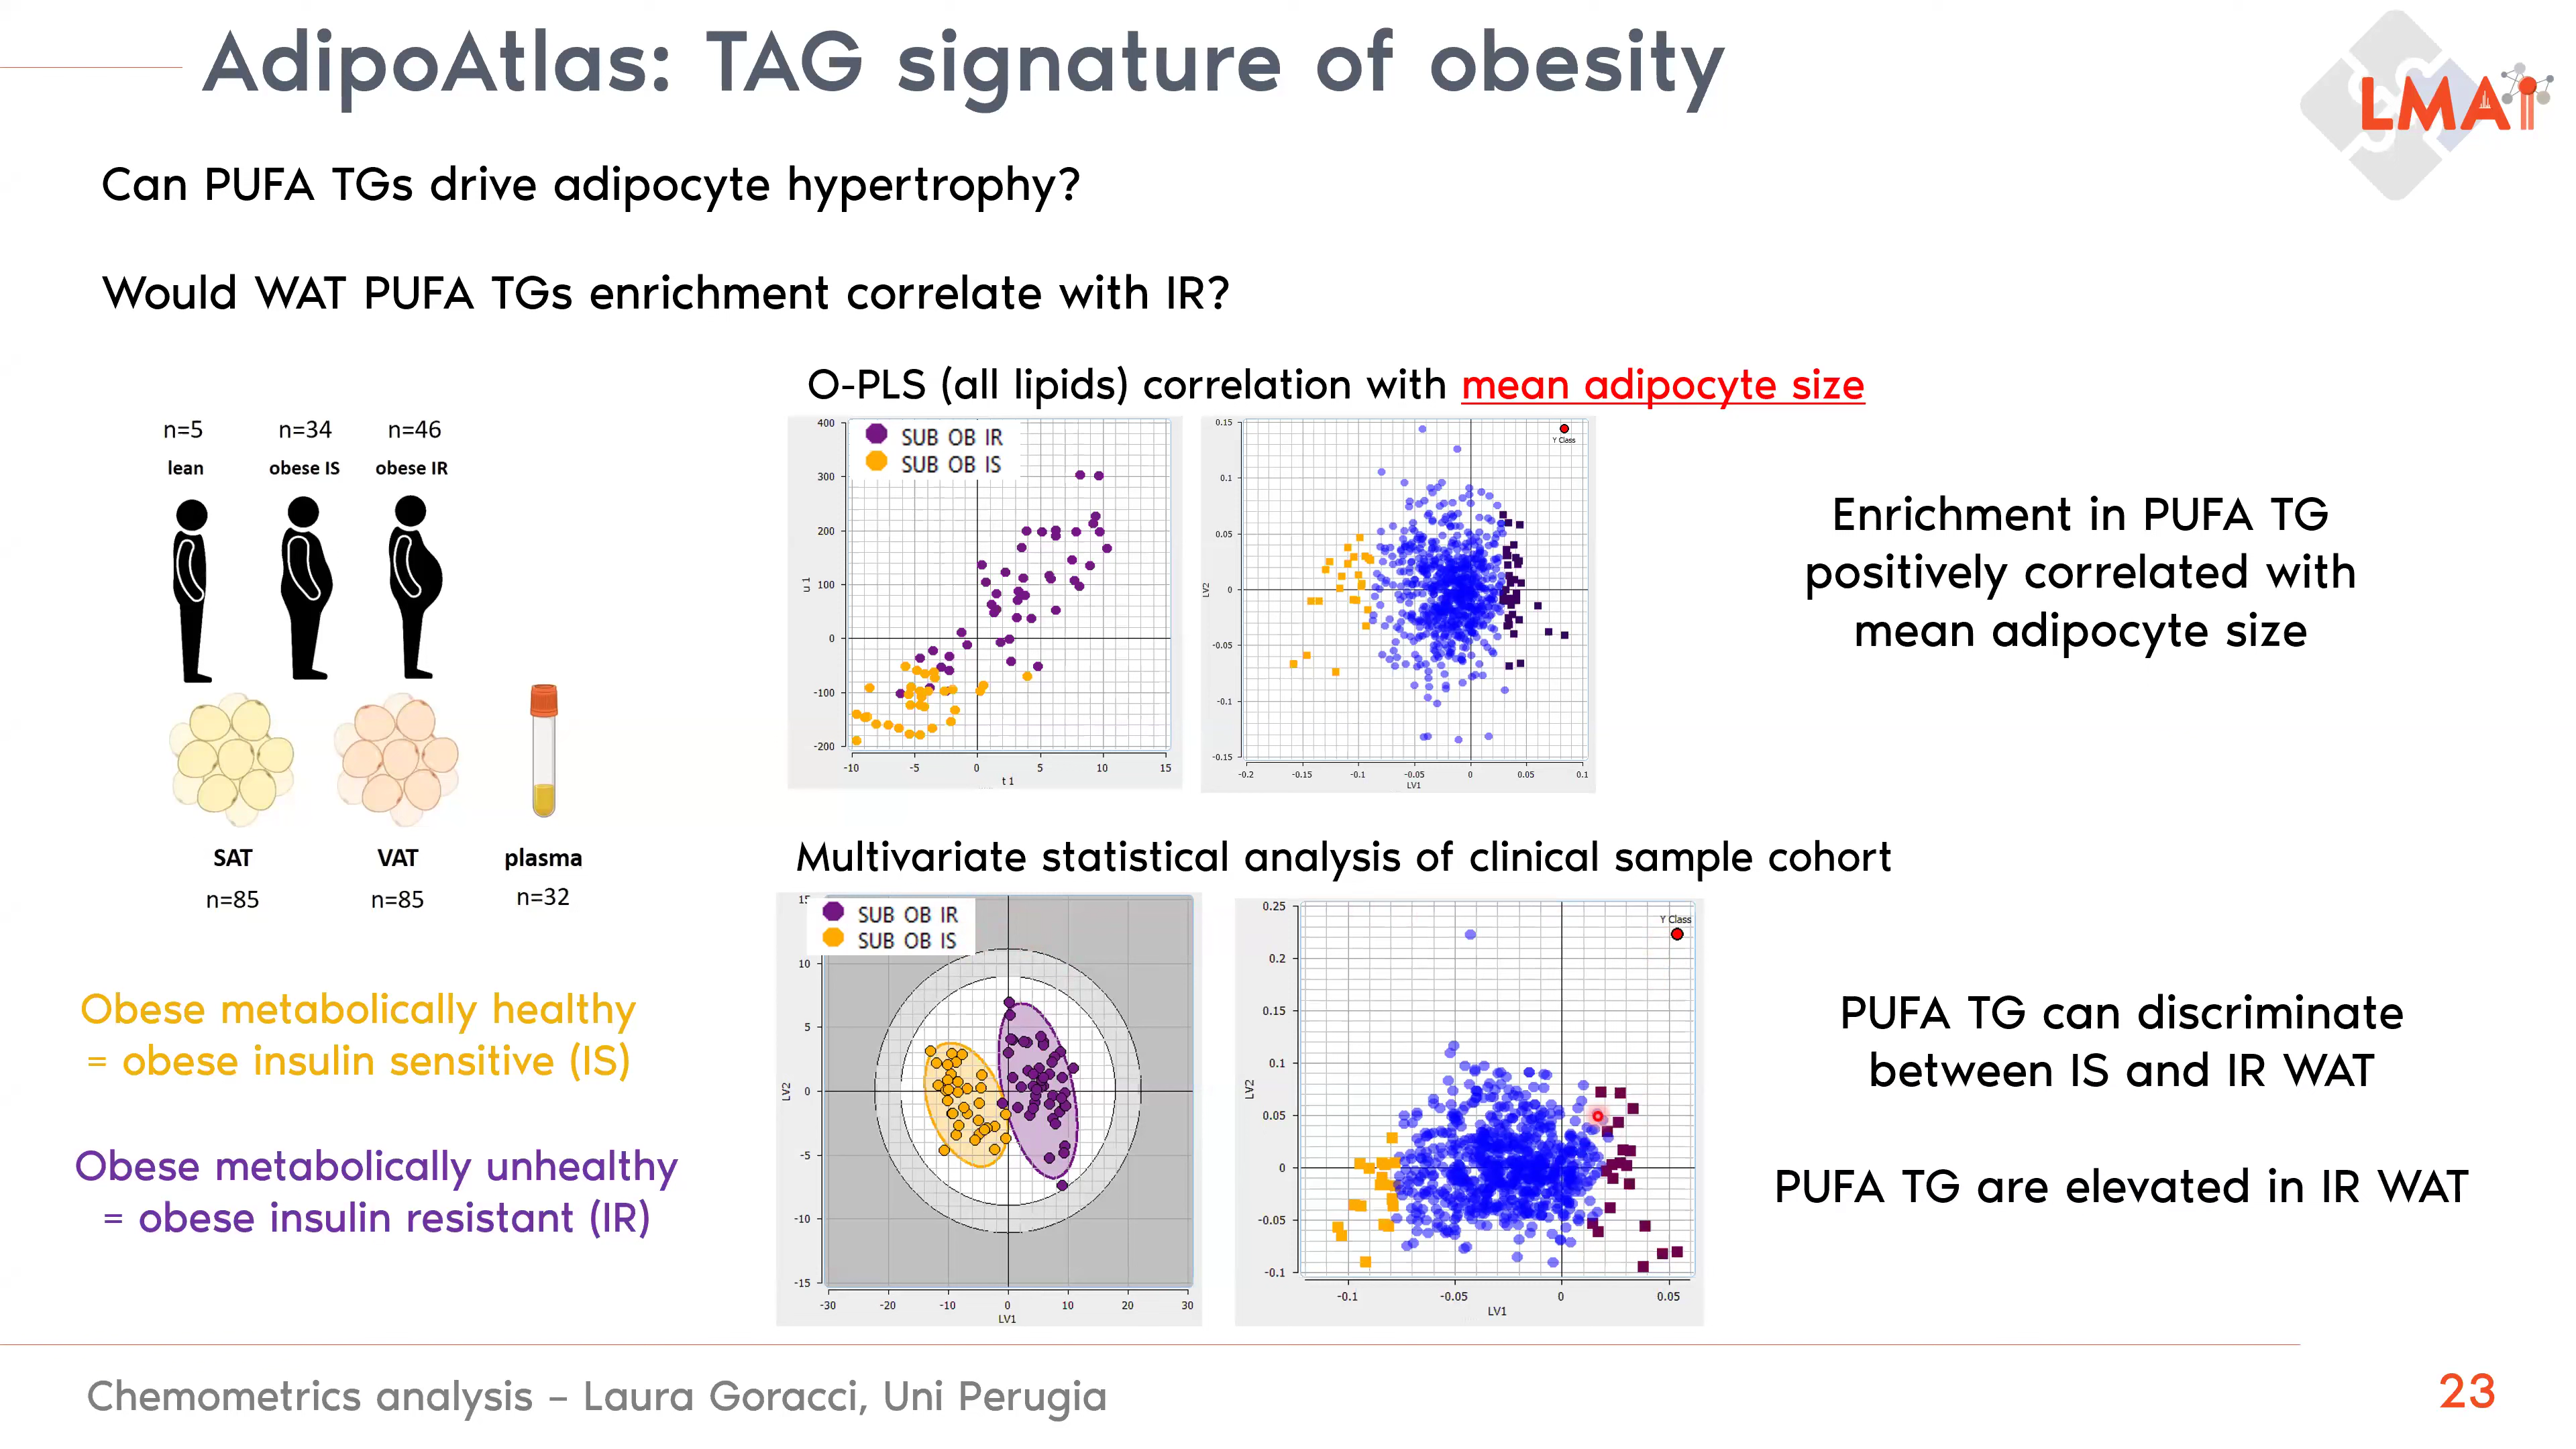 AdipoAtlas: TAG signature of obesity
LMAI
Can PUFA TGs drive adipocyte hypertrophy?
Would WAT PUFA TGs enrichment correlate with IR?
n=5 n=34 n=46
lean obese IS obese IR
SAT VAT plasma
n=85 n=85 n=32
Obese metabolically healthy
= obese insulin sensitive (IS)
Obese metabolically unhealthy
= obese insulin resistant (IR)
O-PLS (all lipids) correlation with mean adipocyte size
SUB OB IR
SUB OB IS
400
300
200
100
0
-100
-200
u 1
-10 -5 0 5 10 15
t 1
Y Class
0.15
0.1
0.05
0
-0.05
-0.1
-0.15
LV2
-0.2 -0.15 -0.1 -0.05 0 0.05 0.1
LV1
Enrichment in PUFA TG
positively correlated with
mean adipocyte size
Multivariate statistical analysis of clinical sample cohort
SUB OB IR
SUB OB IS
10
5
0
-5
-10
-15
LV2
-30 -20 -10 0 10 20 30
LV1
Y Class
0.25
0.2
0.15
0.1
0.05
0
-0.05
-0.1
LV2
-0.1 -0.05 0 0.05
LV1
PUFA TG can discriminate
between IS and IR WAT
PUFA TG are elevated in IR WAT
Chemometrics analysis – Laura Goracci, Uni Perugia
23